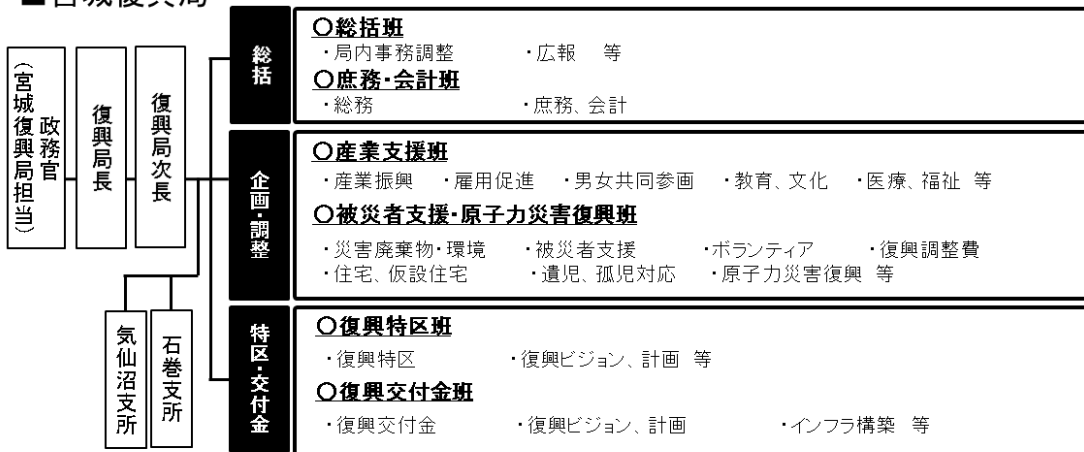 ■宮城復興局
政務官
(宮城復興局担当)
復興局長
復興局次長
気仙沼支所
石巻支所
総括
〇総括班
・局内事務調整 ・広報 等
〇庶務・会計班
・総務 ・庶務、会計
企画・調整
〇産業支援班
・産業振興 ・雇用促進 ・男女共同参画 ・教育、文化 ・医療、福祉 等
〇被災者支援・原子力災害復興班
・災害廃棄物・環境 ・被災者支援 ・ボランティア ・復興調整費
・住宅、仮設住宅 ・遺児、孤児対応 ・原子力災害復興 等
特区・交付金
〇復興特区班
・復興特区 ・復興ビジョン、計画 等
〇復興交付金班
・復興交付金 ・復興ビジョン、計画 ・インフラ構築 等